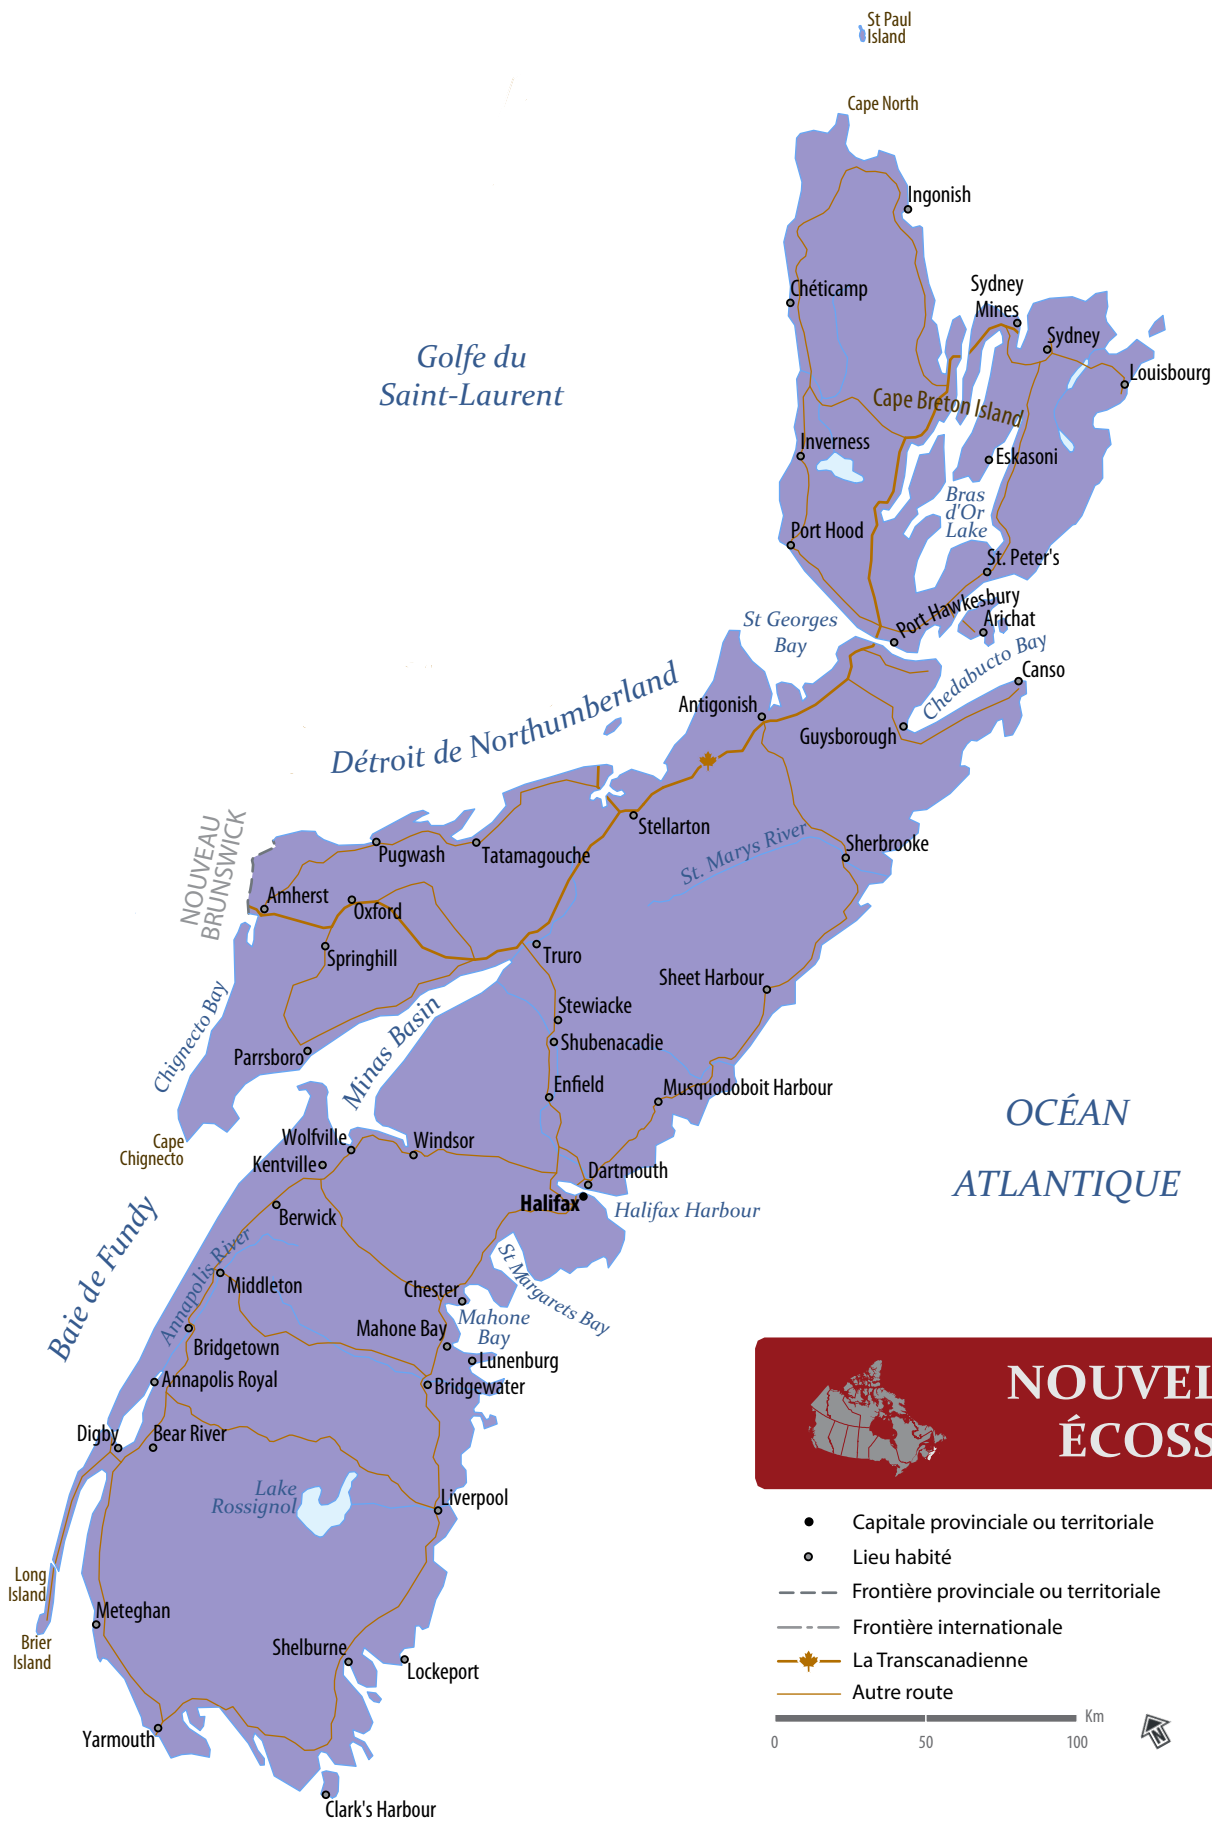 St Paul
Island
Cape North
Ingonish
Chéticamp
Sydney
Mines
Sydney
Louisbourg
Golfe du
Saint-Laurent
Cape Breton Island
Inverness
Eskasoni
Bras
d'Or
Lake
Port Hood
St. Peter's
Port Hawkesbury
Arichat
St Georges
Bay
Chedabucto Bay
Canso
Détroit de Northumberland
Antigonish
Guysborough
NOUVEAU
BRUNSWICK
Stellarton
Pugwash
Tatamagouche
St. Marys River
Sherbrooke
Amherst
Oxford
Springhill
Truro
Sheet Harbour
Chignecto Bay
Minas Basin
Stewiacke
Shubenacadie
Parrsboro
Enfield
Musquodoboit Harbour
OCÉAN
ATLANTIQUE
Cape
Chignecto
Wolfville
Windsor
Kentville
Dartmouth
Halifax
Halifax Harbour
Berwick
Baie de Fundy
Annapolis River
Middleton
St Margarets Bay
Chester
Mahone
Bay
Mahone Bay
Bridgetown
Lunenburg
Annapolis Royal
Bridgewater
Digby
Bear River
Lake
Rossignol
Liverpool
Long
Island
Meteghan
Brier
Island
Shelburne
Lockeport
Yarmouth
Clark's Harbour
NOUVEL
ÉCOSS
Capitale provinciale ou territoriale
Lieu habité
Frontière provinciale ou territoriale
Frontière internationale
La Transcanadienne
Autre route
Km
0 50 100
N